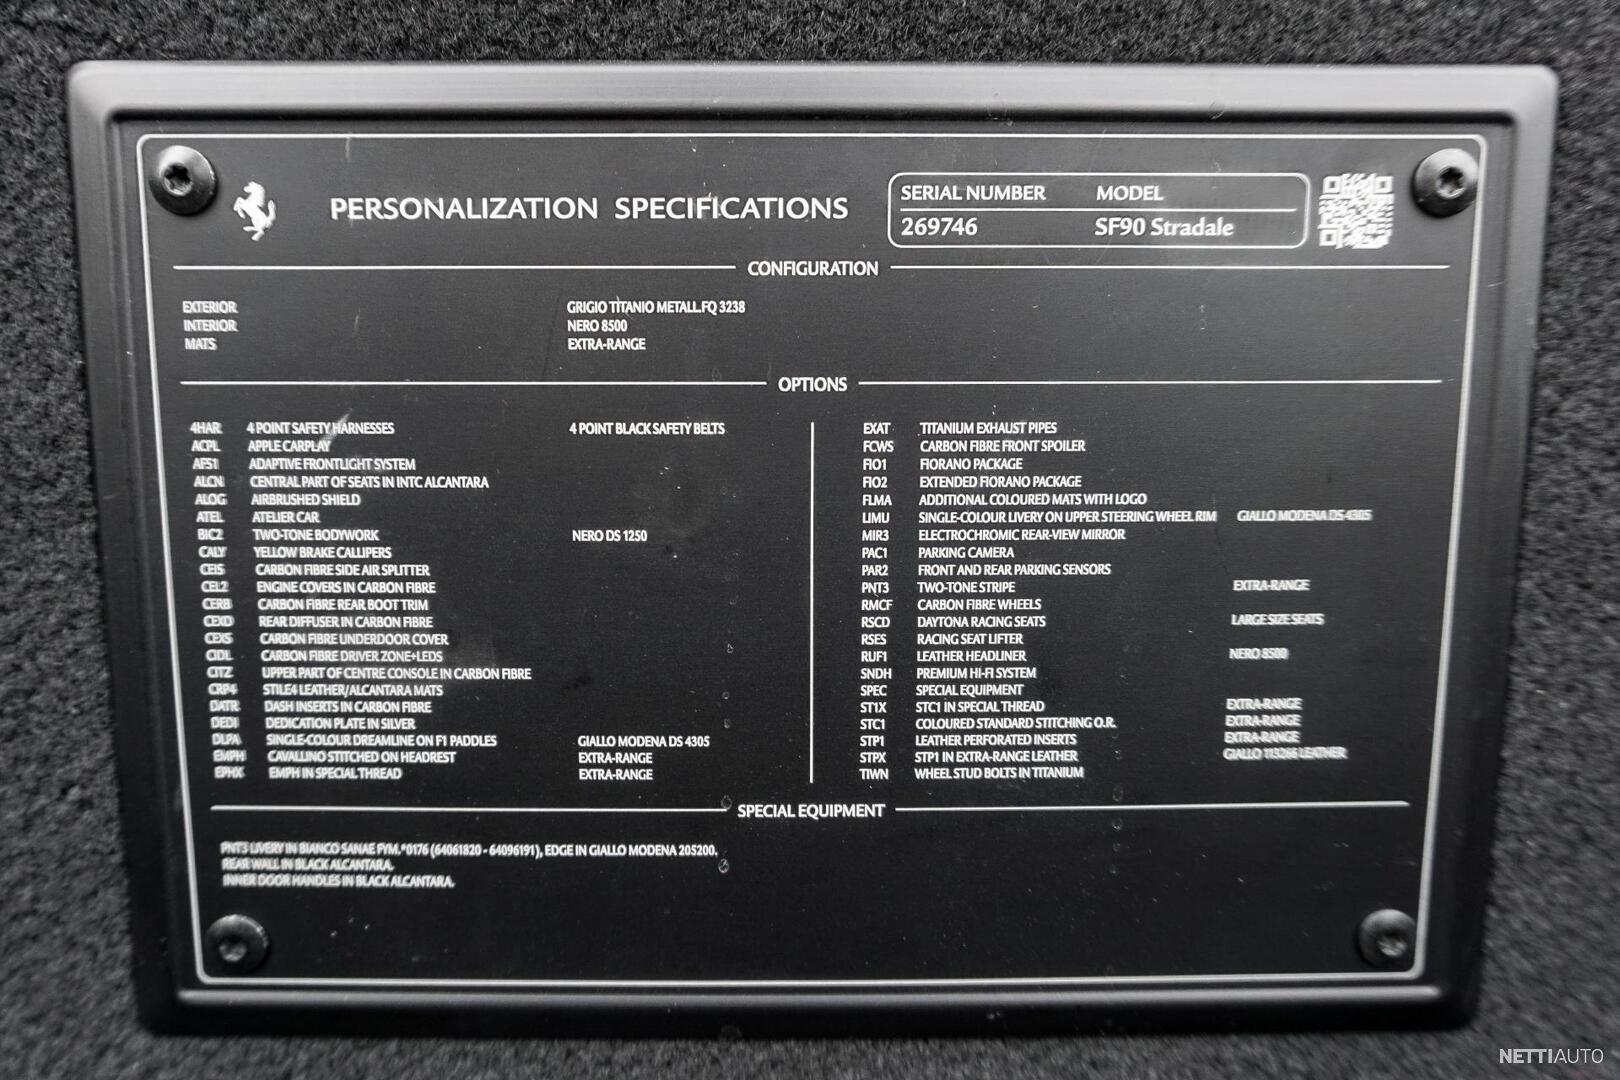 PERSONALIZATION SPECIFICATIONS
SERIAL NUMBER MODEL
269746 SF90 Stradale
CONFIGURATION
EXTERIOR GRIGIO TITANIO METALL.FQ 3238
INTERIOR NERO 8500
MATS EXTRA-RANGE
OPTIONS
4HAR 4 POINT SAFETY HARNESSES 4 POINT BLACK SAFETY BELTS
ACPL APPLE CARPLAY
AFS1 ADAPTIVE FRONTLIGHT SYSTEM
ALCN CENTRAL PART OF SEATS IN INTC ALCANTARA
ALOG AIRBRUSHED SHIELD
ATEL ATELIER CAR
BIC2 TWO-TONE BODYWORK NERO DS 1250
CALY YELLOW BRAKE CALLIPERS
CEIS CARBON FIBRE SIDE AIR SPLITTER
CEL2 ENGINE COVERS IN CARBON FIBRE
CERB CARBON FIBRE REAR BOOT TRIM
CEXD REAR DIFFUSER IN CARBON FIBRE
CEXS CARBON FIBRE UNDERDOOR COVER
CIDL CARBON FIBRE DRIVER ZONE+LEDS
CITZ UPPER PART OF CENTRE CONSOLE IN CARBON FIBRE
CRP4 STILE4 LEATHER/ALCANTARA MATS
DATR DASH INSERTS IN CARBON FIBRE
DEDI DEDICATION PLATE IN SILVER
DLPA SINGLE-COLOUR DREAMLINE ON F1 PADDLES GIALLO MODENA DS 4305
EMPH CAVALLINO STITCHED ON HEADREST EXTRA-RANGE
EPHX EMPH IN SPECIAL THREAD EXTRA-RANGE
EXAT TITANIUM EXHAUST PIPES
FCWS CARBON FIBRE FRONT SPOILER
FIO1 FIORANO PACKAGE
FIO2 EXTENDED FIORANO PACKAGE
FLMA ADDITIONAL COLOURED MATS WITH LOGO
LIMU SINGLE-COLOUR LIVERY ON UPPER STEERING WHEEL RIM GIALLO MODENA DS 4305
MIR3 ELECTROCHROMIC REAR-VIEW MIRROR
PAC1 PARKING CAMERA
PAR2 FRONT AND REAR PARKING SENSORS
PNT3 TWO-TONE STRIPE EXTRA-RANGE
RMCF CARBON FIBRE WHEELS
RSCD DAYTONA RACING SEATS LARGE SIZE SEATS
RSES RACING SEAT LIFTER
RUF1 LEATHER HEADLINER NERO 8500
SNDH PREMIUM HI-FI SYSTEM
SPEC SPECIAL EQUIPMENT
ST1X STC1 IN SPECIAL THREAD EXTRA-RANGE
STC1 COLOURED STANDARD STITCHING O.R. EXTRA-RANGE
STP1 LEATHER PERFORATED INSERTS EXTRA-RANGE
STPX STP1 IN EXTRA-RANGE LEATHER GIALLO 113266 LEATHER
TIWN WHEEL STUD BOLTS IN TITANIUM
SPECIAL EQUIPMENT
PNT3 LIVERY IN BIANCO SANAE FYM.*0176 (64061820 - 64096191), EDGE IN GIALLO MODENA 205200.
REAR WALL IN BLACK ALCANTARA.
INNER DOOR HANDLES IN BLACK ALCANTARA.
NETTIAUTO